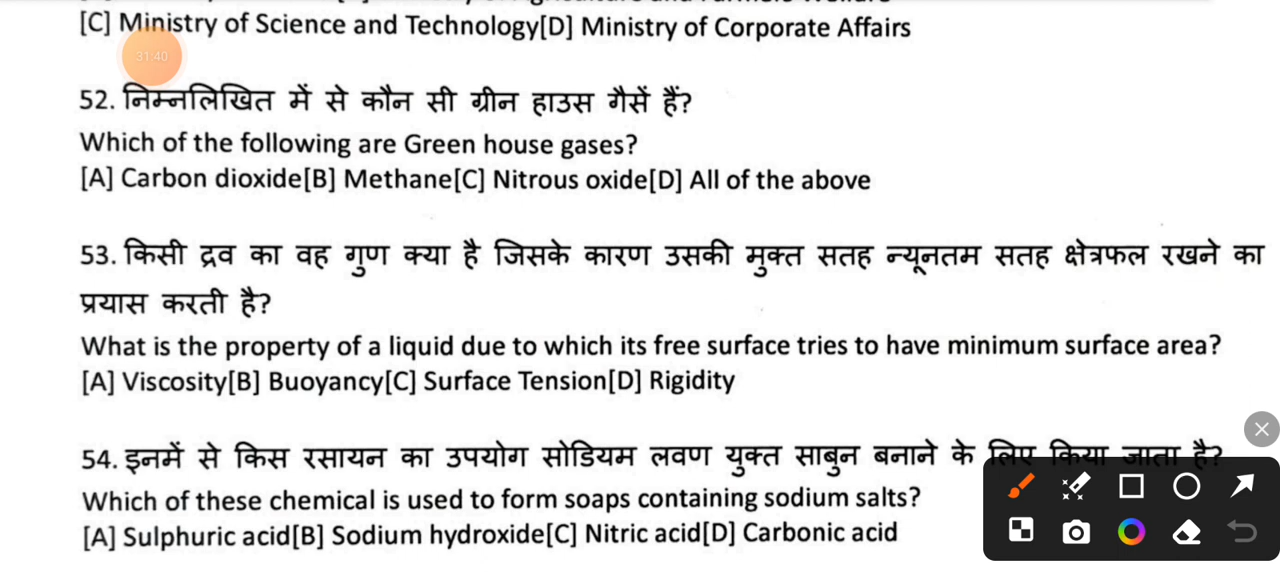 [C] Ministry of Science and Technology[D] Ministry of Corporate Affairs
31:40
52. निम्नलिखित में से कौन सी ग्रीन हाउस गैसें हैं?
Which of the following are Green house gases?
[A] Carbon dioxide[B] Methane[C] Nitrous oxide[D] All of the above
53. किसी द्रव का वह गुण क्या है जिसके कारण उसकी मुक्त सतह न्यूनतम सतह क्षेत्रफल रखने का
प्रयास करती है?
What is the property of a liquid due to which its free surface tries to have minimum surface area?
[A] Viscosity[B] Buoyancy[C] Surface Tension[D] Rigidity
54. इनमें से किस रसायन का उपयोग सोडियम लवण युक्त साबुन बनाने के लिए किया जाता है?
Which of these chemical is used to form soaps containing sodium salts?
[A] Sulphuric acid[B] Sodium hydroxide[C] Nitric acid[D] Carbonic acid